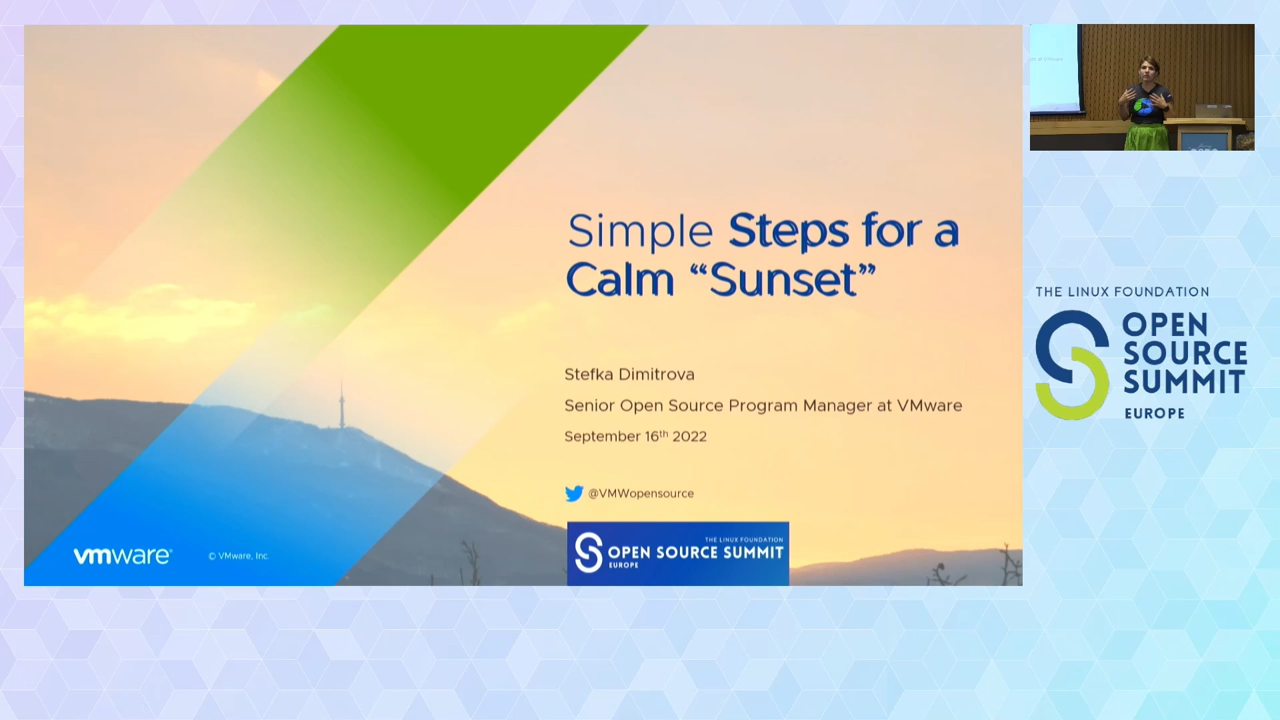 Simple Steps for a
Calm “Sunset”
Stefka Dimitrova
Senior Open Source Program Manager at VMware
September 16th 2022
@VMWopensource
THE LINUX FOUNDATION
OPEN SOURCE SUMMIT
EUROPE
vmware®
© VMware, Inc.
THE LINUX FOUNDATION
OPEN
SOURCE
SUMMIT
EUROPE